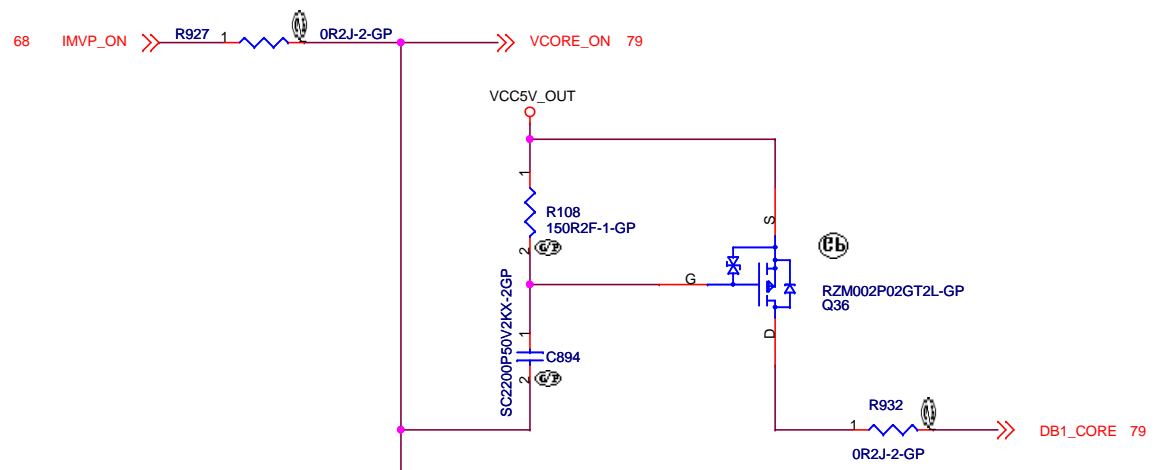 68 IMVP_ON R927 1 0R2J-2-GP VCORE_ON 79
VCC5V_OUT
1
R108
150R2F-1-GP
2 G/P
S
G
RZM002P02GT2L-GP
Q36
D
SC2200P50V2KX-2GP
1
C894
2 G/P
R932
1
0R2J-2-GP
DB1_CORE 79